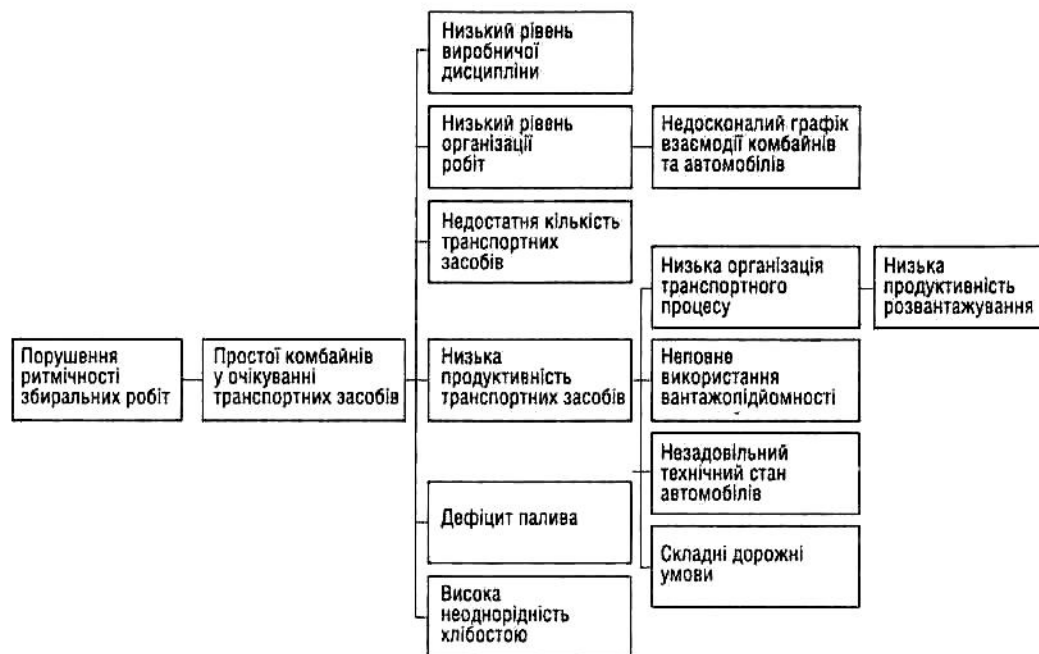 Низький рівень
виробничої
дисципліни
Низький рівень
організації
робіт
Недосконалий графік
взаємодії комбайнів
та автомобілів
Недостатня кількість
транспортних
засобів
Низька організація
транспортного
процесу
Низька
продуктивність
розвантажування
Порушення
ритмічності
збиральних робіт
Простої комбайнів
у очікуванні
транспортних засобів
Низька
продуктивність
транспортних засобів
Неповне
використання
вантажопідйомності
Незадовільний
технічний стан
автомобілів
Дефіцит палива
Складні дорожні
умови
Висока
неоднорідність
хлібостою